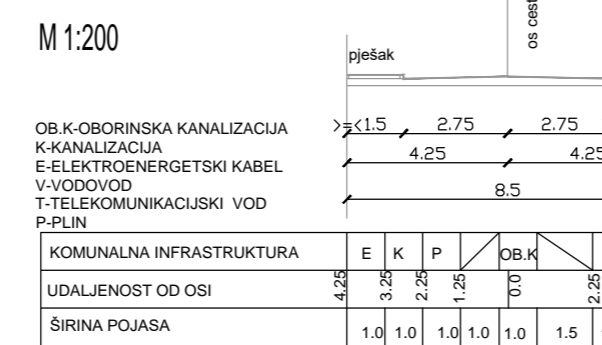 M 1:200
os cest
pješak
OB.K-OBORINSKA KANALIZACIJA
K-KANALIZACIJA
E-ELEKTROENERGETSKI KABEL
V-VODOVOD
T-TELEKOMUNIKACIJSKI VOD
P-PLIN
>=<1.5 2.75 2.75
4.25 4.25
8.5
KOMUNALNA INFRASTRUKTURA E K P OB.K
UDALJENOST OD OSI 4.25 3.25 2.25 1.25 0.0 2.25
ŠIRINA POJASA 1.0 1.0 1.0 1.0 1.0 1.5